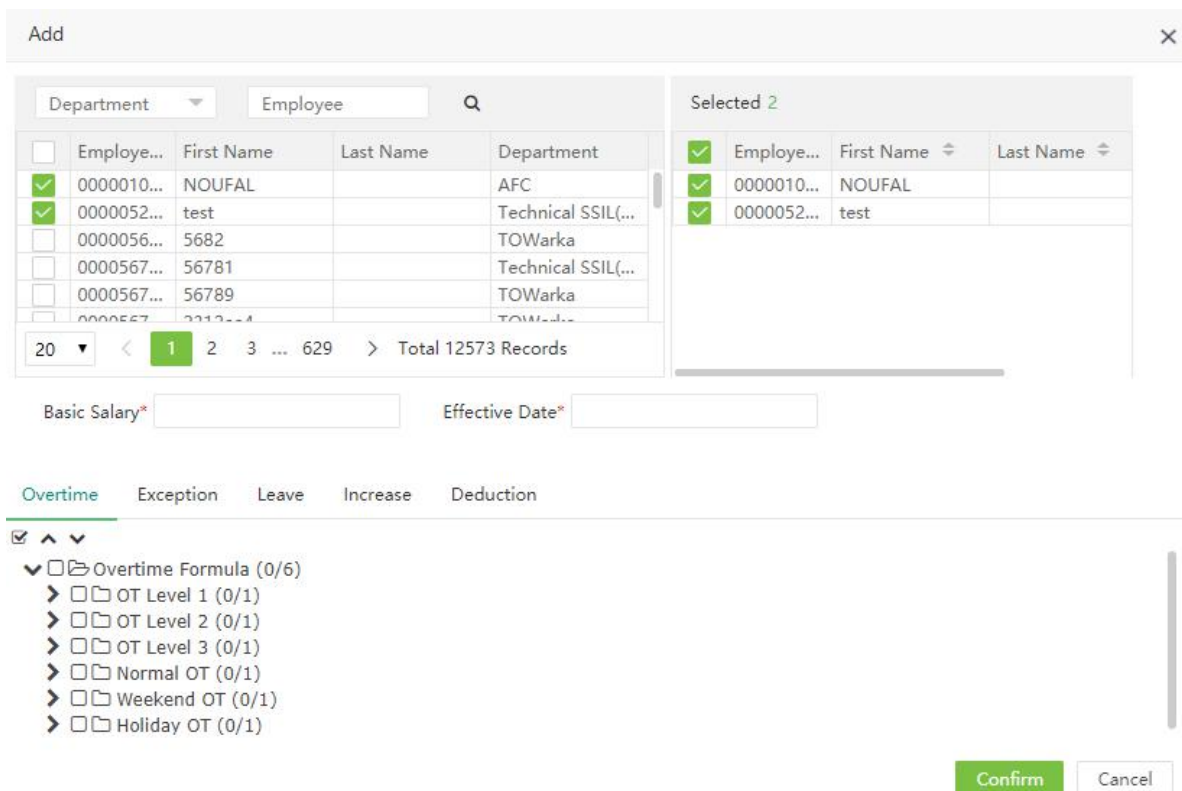 Add
Department Employee Selected 2
Employe... First Name Last Name Department Employe... First Name Last Name
0000010... NOUFAL AFC 0000010... NOUFAL
0000052... test Technical SSIL(... 0000052... test
0000056... 5682 TOWarka
0000567... 56781 Technical SSIL(...
0000567... 56789 TOWarka
20 1 2 3 ... 629 Total 12573 Records
Basic Salary* Effective Date*
Overtime Exception Leave Increase Deduction
Overtime Formula (0/6)
OT Level 1 (0/1)
OT Level 2 (0/1)
OT Level 3 (0/1)
Normal OT (0/1)
Weekend OT (0/1)
Holiday OT (0/1)
Confirm Cancel